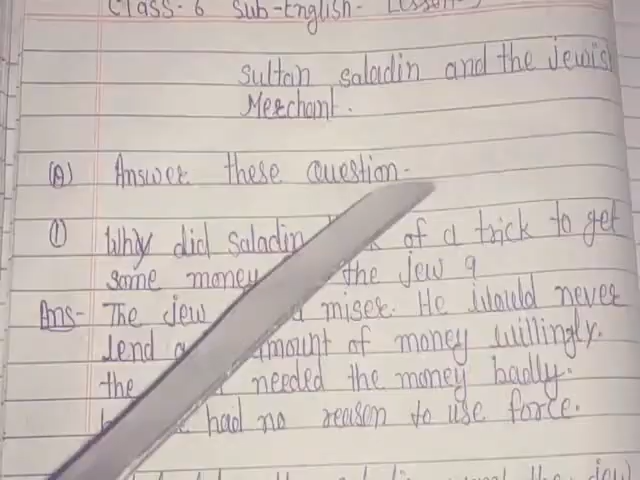 Class-6 Sub-English-
Sultan saladin and the Jewis
Merchant.
(A) Answer these question-
(1) Why did saladin of a trick to get
some money the jew q
Ans- The jew miser. He would never
lend amount of money willingly.
the needed the money badly.
had no reason to use force.